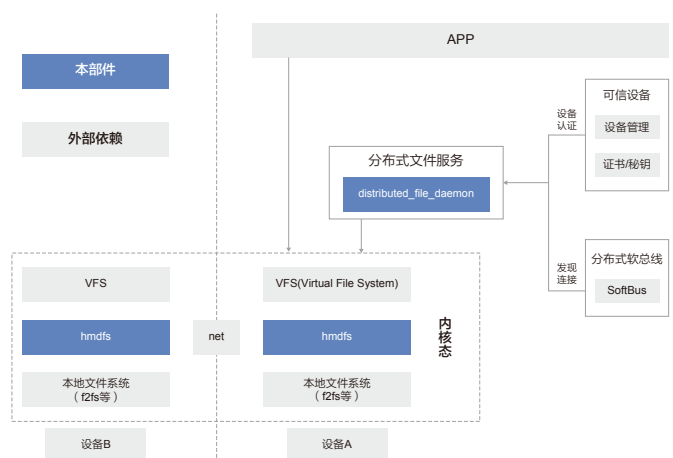 APP
本部件
外部依赖
可信设备
设备管理
证书/秘钥
设备
认证
分布式文件服务
distributed_file_daemon
分布式软总线
SoftBus
发现
连接
VFS
VFS(Virtual File System)
hmdfs
net
hmdfs
内核态
本地文件系统
（f2fs等）
本地文件系统
（f2fs等）
设备B
设备A